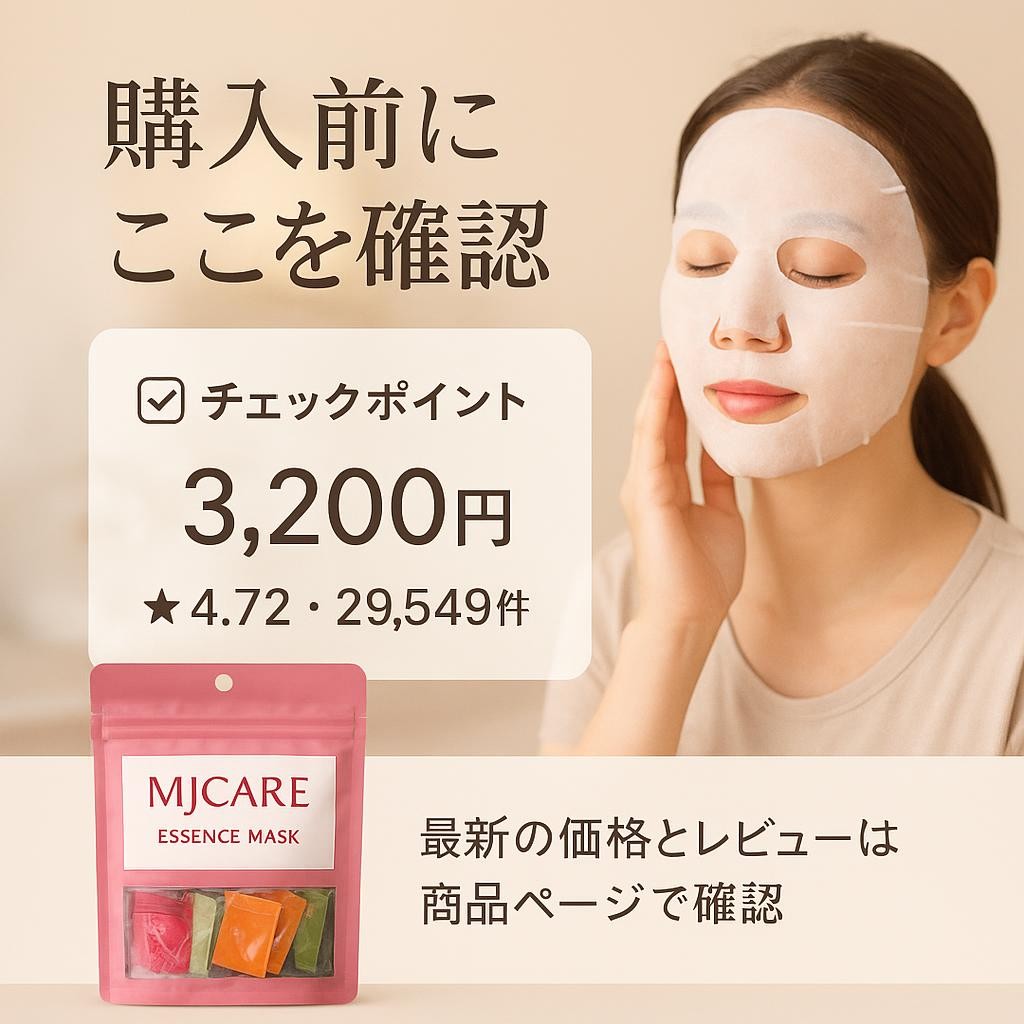 購入前に
ここを確認
チェックポイント
3,200円
★4.72・29,549件
MJCARE
ESSENCE MASK
最新の価格とレビューは
商品ページで確認